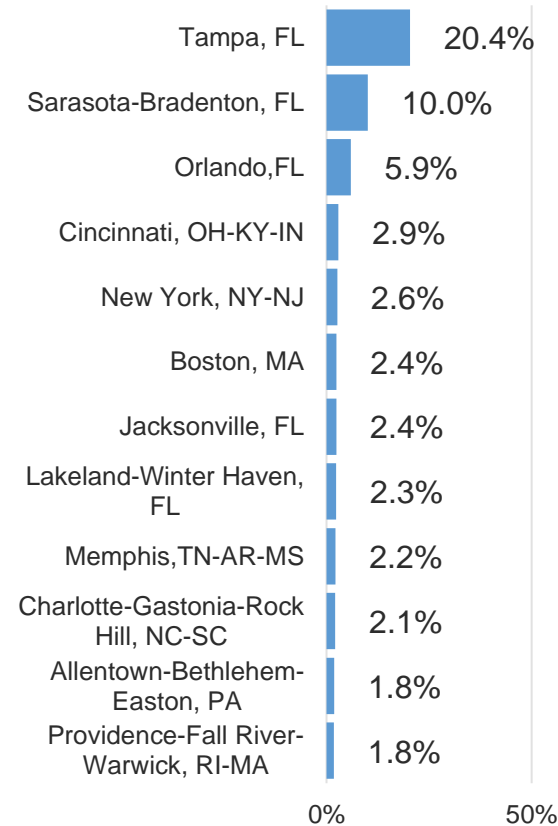 Tampa, FL 20.4%
Sarasota-Bradenton, FL 10.0%
Orlando,FL 5.9%
Cincinnati, OH-KY-IN 2.9%
New York, NY-NJ 2.6%
Boston, MA 2.4%
Jacksonville, FL 2.4%
Lakeland-Winter Haven,
FL 2.3%
Memphis,TN-AR-MS 2.2%
Charlotte-Gastonia-Rock
Hill, NC-SC 2.1%
Allentown-Bethlehem-
Easton, PA 1.8%
Providence-Fall River-
Warwick, RI-MA 1.8%
0% 50%